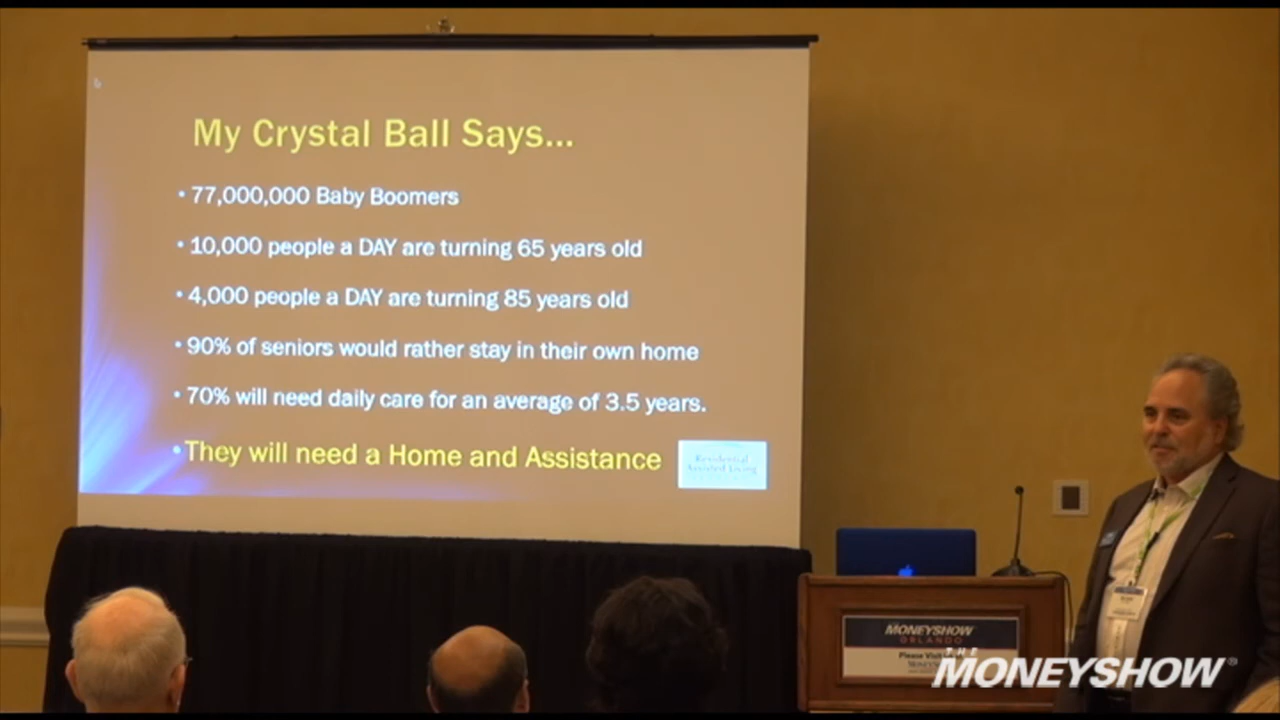 My Crystal Ball Says...
• 77,000,000 Baby Boomers
• 10,000 people a DAY are turning 65 years old
• 4,000 people a DAY are turning 85 years old
• 90% of seniors would rather stay in their own home
• 70% will need daily care for an average of 3.5 years.
• They will need a Home and Assistance
Residential
Assisted Living
MONEYSHOW
ORLANDO
Please Visit
THE
MONEYSHOW®